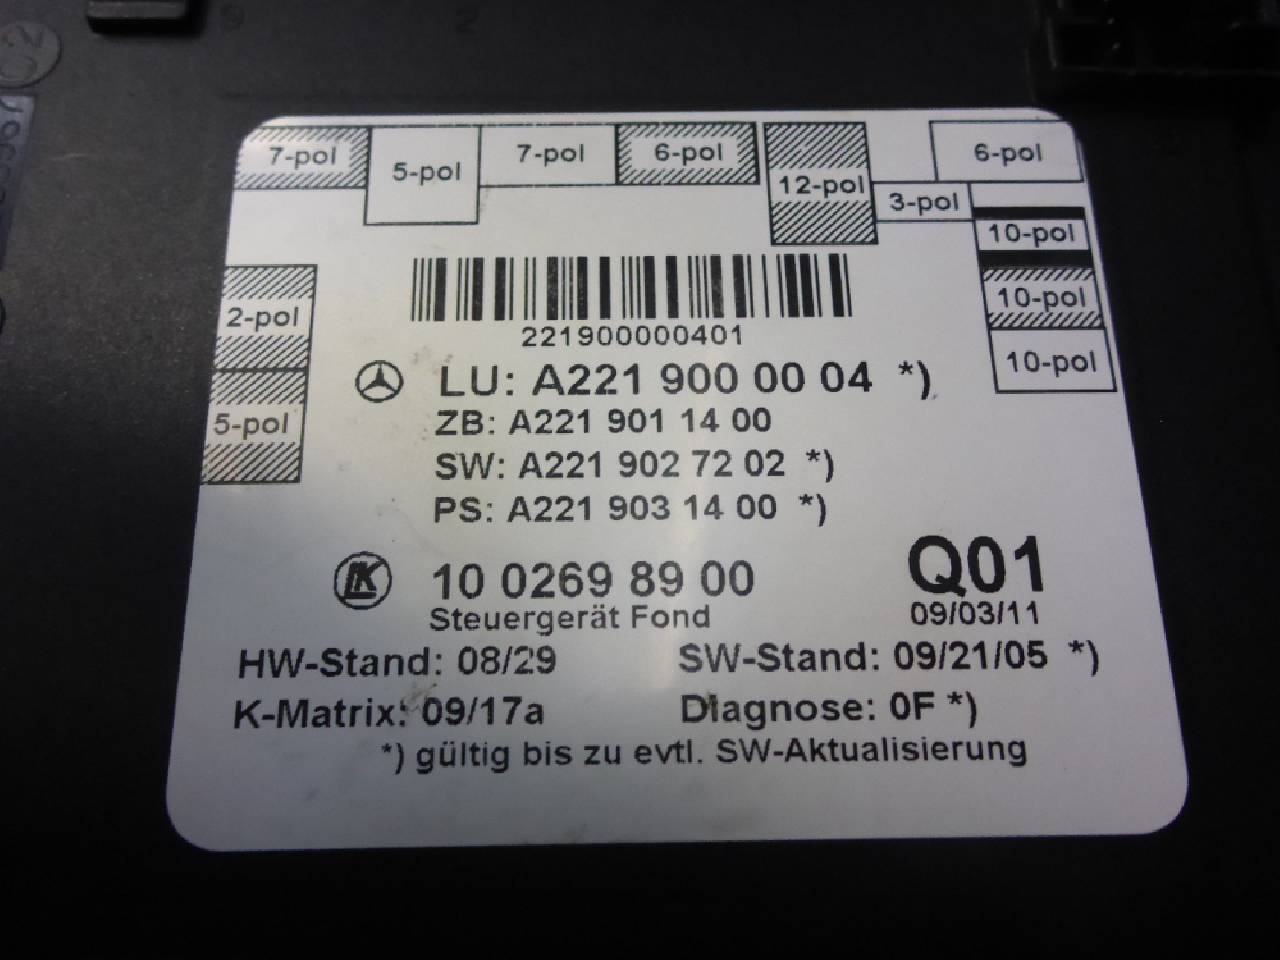 7-pol
5-pol
7-pol
6-pol
12-pol
3-pol
6-pol
10-pol
10-pol
10-pol
2-pol
5-pol
221900000401
LU: A221 900 00 04 *)
ZB: A221 901 14 00
SW: A221 902 72 02 *)
PS: A221 903 14 00 *)
LK 10 0269 89 00 Q01
Steuergerät Fond 09/03/11
HW-Stand: 08/29 SW-Stand: 09/21/05 *)
K-Matrix: 09/17a Diagnose: 0F *)
*) gültig bis zu evtl. SW-Aktualisierung